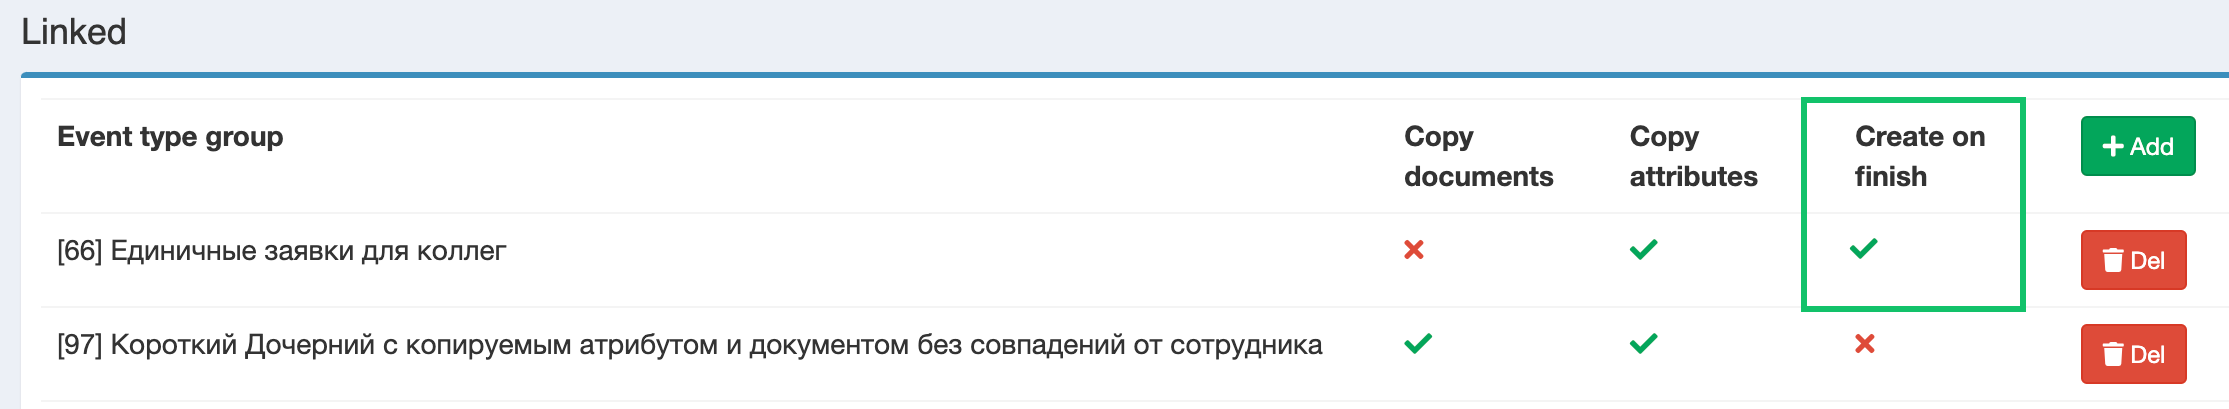 Linked
Event type group
Copy documents
Copy attributes
Create on finish
Add
[66] Единичные заявки для коллег
Del
[97] Короткий Дочерний с копируемым атрибутом и документом без совпадений от сотрудника
Del